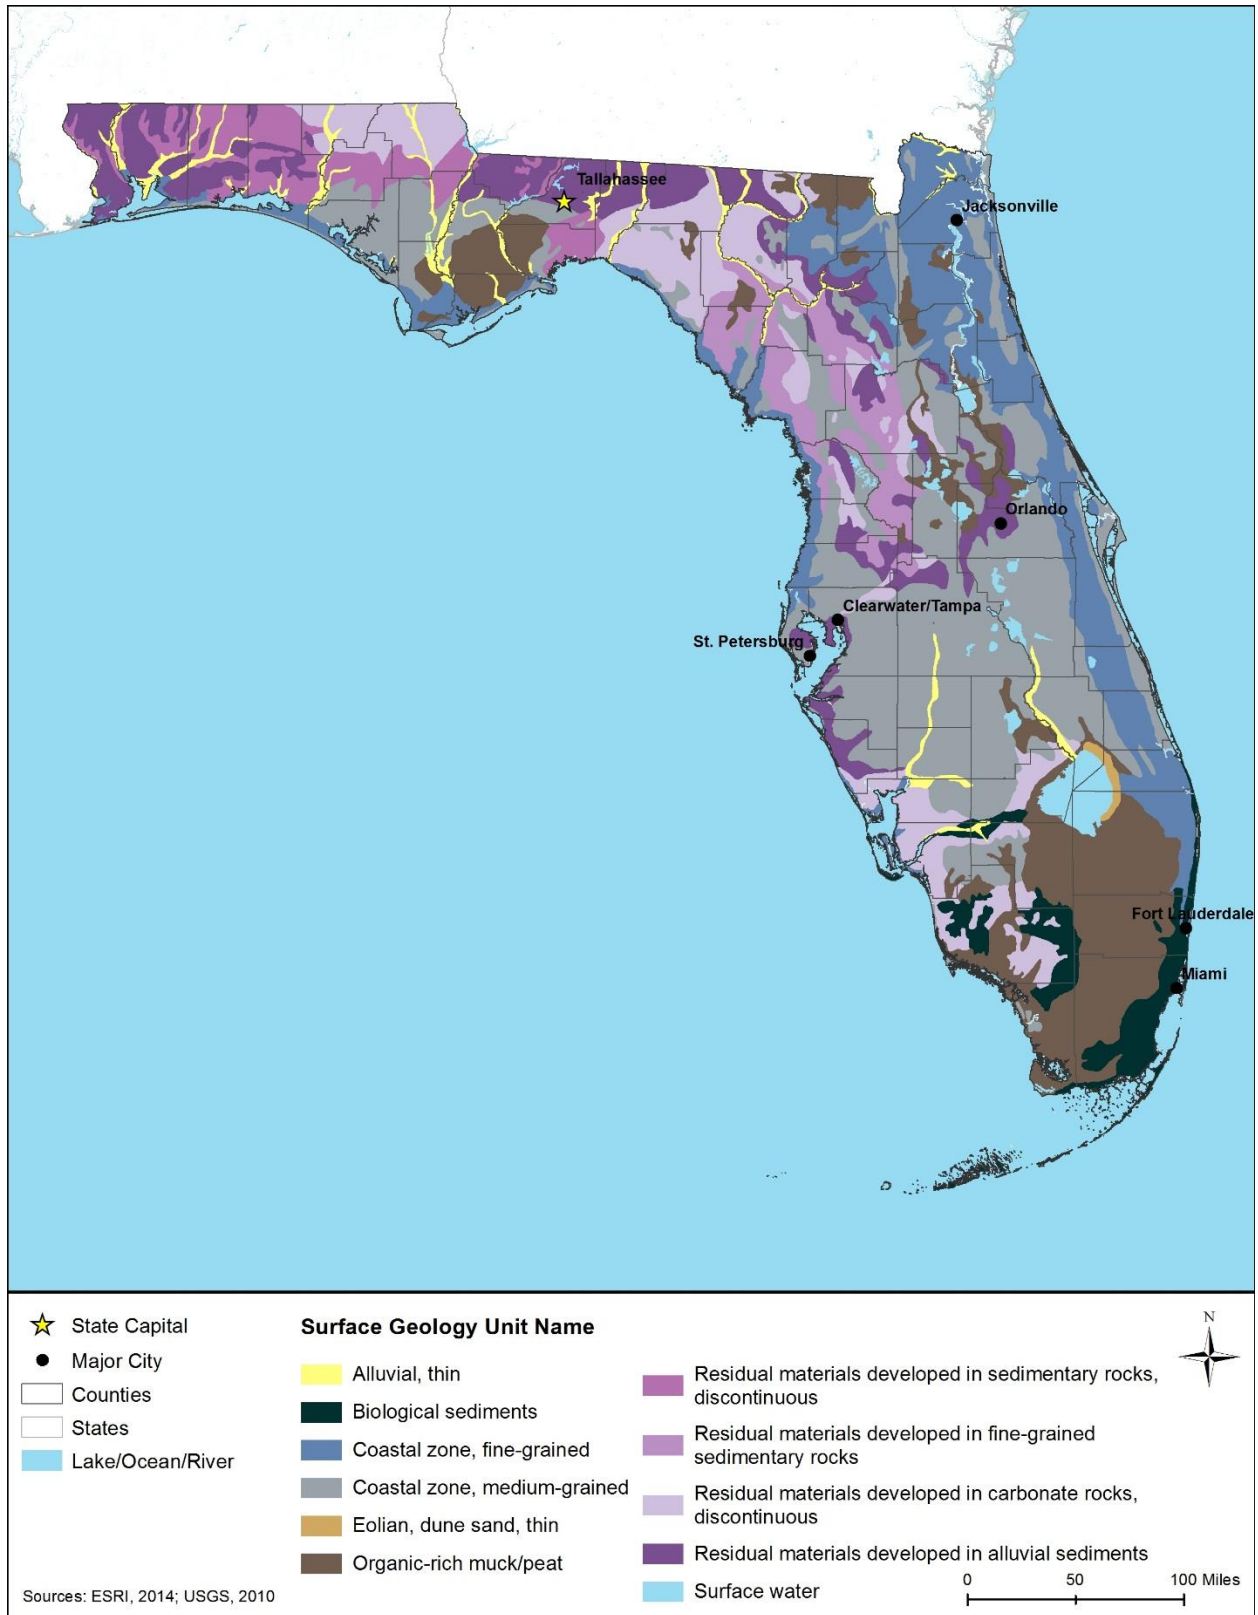 Tallahassee
Jacksonville
Orlando
Clearwater/Tampa
St. Petersburg
Fort Lauderdale
Miami
State Capital
Major City
Counties
States
Lake/Ocean/River
Surface Geology Unit Name
Alluvial, thin
Biological sediments
Coastal zone, fine-grained
Coastal zone, medium-grained
Eolian, dune sand, thin
Organic-rich muck/peat
Residual materials developed in sedimentary rocks,
discontinuous
Residual materials developed in fine-grained
sedimentary rocks
Residual materials developed in carbonate rocks,
discontinuous
Residual materials developed in alluvial sediments
Surface water
N
0 50 100 Miles
Sources: ESRI, 2014; USGS, 2010